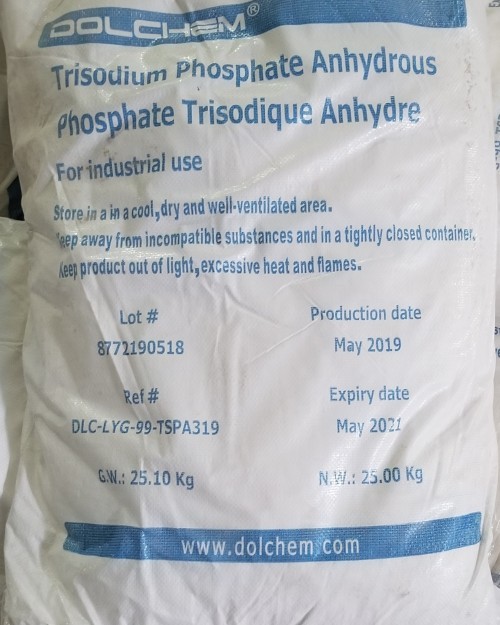 DOLCHEM®
Trisodium Phosphate Anhydrous
Phosphate Trisodique Anhydre
For industrial use
Store in a in a cool,dry and well-ventilated area.
Keep away from incompatible substances and in a tightly closed container.
Keep product out of light,excessive heat and flames.
Lot #
Production date
8772190518
May 2019
Ref #
Expiry date
DLC-LYG-99-TSPA319
May 2021
G.W.: 25.10 Kg
N.W.: 25.00 Kg
www.dolchem.com